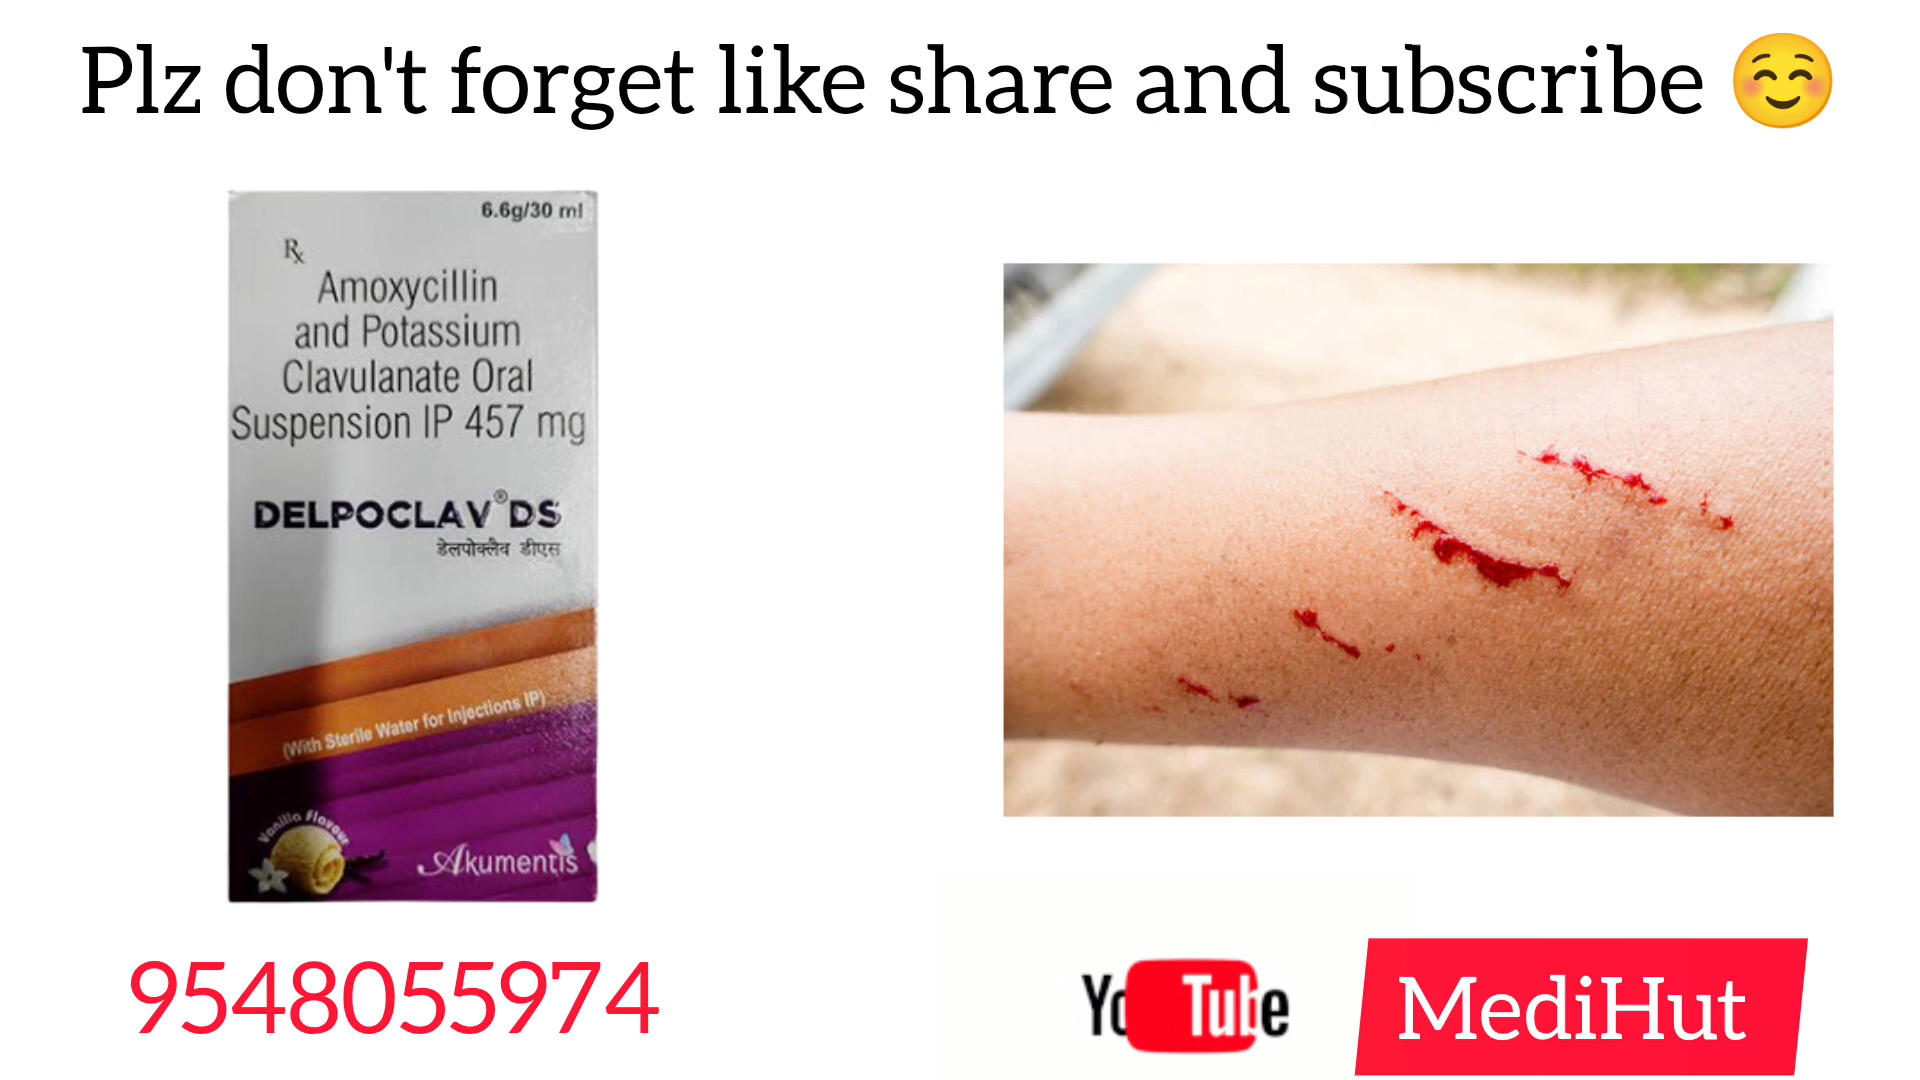 Plz don't forget like share and subscribe ☺️
6.6g/30 ml
Rx
Amoxycillin
and Potassium
Clavulanate Oral
Suspension IP 457 mg
DELPOCLAV® DS
डेलपोक्लैव डीएस
(With Sterile Water for Injections IP)
Vanilla Flavour
Akumentis
9548055974
YouTube
MediHut